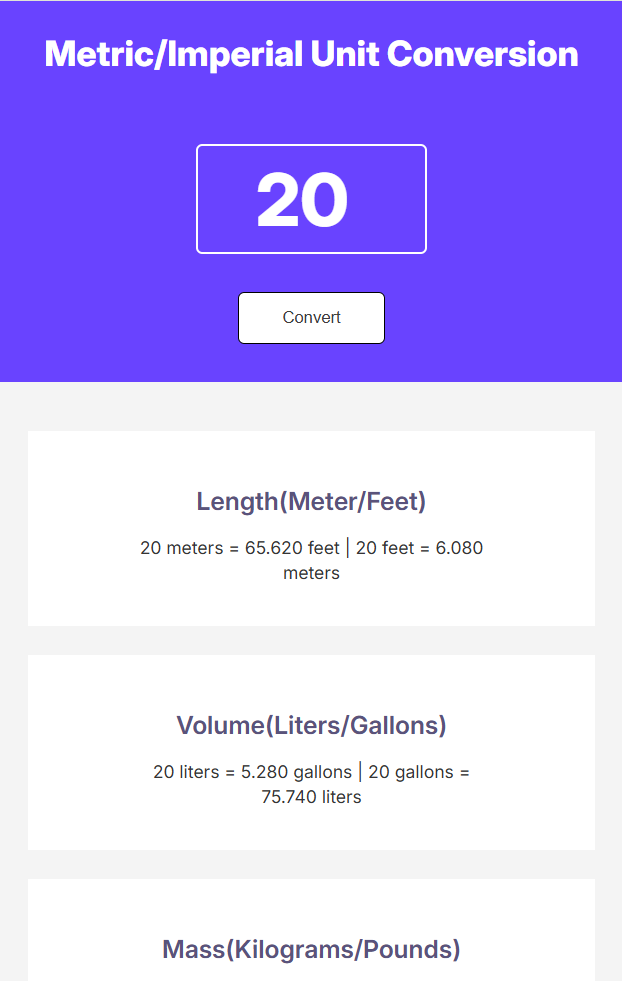 Metric/Imperial Unit Conversion
20
Convert
Length(Meter/Feet)
20 meters = 65.620 feet | 20 feet = 6.080
meters
Volume(Liters/Gallons)
20 liters = 5.280 gallons | 20 gallons =
75.740 liters
Mass(Kilograms/Pounds)